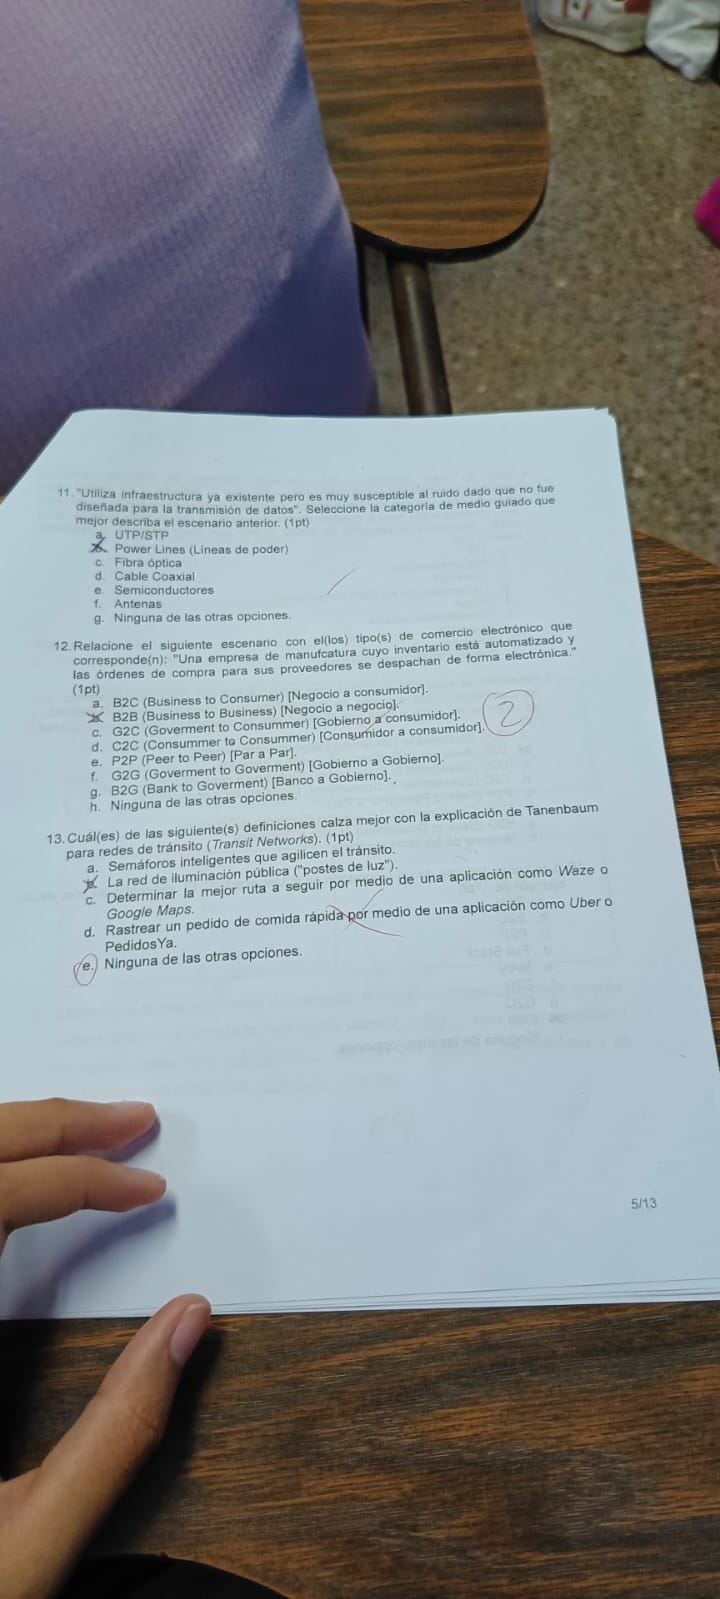 11. "Utiliza infraestructura ya existente pero es muy susceptible al ruido dado que no fue
diseñada para la transmisión de datos". Seleccione la categoría de medio guiado que
mejor describa el escenario anterior. (1pt)
a. UTP/STP
b. Power Lines (Líneas de poder)
c. Fibra óptica
d. Cable Coaxial
e. Semiconductores
f. Antenas
g. Ninguna de las otras opciones.
12. Relacione el siguiente escenario con el(los) tipo(s) de comercio electrónico que
corresponde(n): "Una empresa de manufcatura cuyo inventario está automatizado y
las órdenes de compra para sus proveedores se despachan de forma electrónica."
(1pt)
a. B2C (Business to Consumer) [Negocio a consumidor].
b. B2B (Business to Business) [Negocio a negocio].
c. G2C (Goverment to Consummer) [Gobierno a consumidor].
d. C2C (Consummer to Consummer) [Consumidor a consumidor].
2
e. P2P (Peer to Peer) [Par a Par].
f. G2G (Goverment to Goverment) [Gobierno a Gobierno].
g. B2G (Bank to Goverment) [Banco a Gobierno].
h. Ninguna de las otras opciones.
13. Cuál(es) de las siguiente(s) definiciones calza mejor con la explicación de Tanenbaum
para redes de tránsito (Transit Networks). (1pt)
a. Semáforos inteligentes que agilicen el tránsito.
b. La red de iluminación pública ("postes de luz").
c. Determinar la mejor ruta a seguir por medio de una aplicación como Waze o
Google Maps.
d. Rastrear un pedido de comida rápida por medio de una aplicación como Uber o
PedidosYa.
e. Ninguna de las otras opciones.
5/13